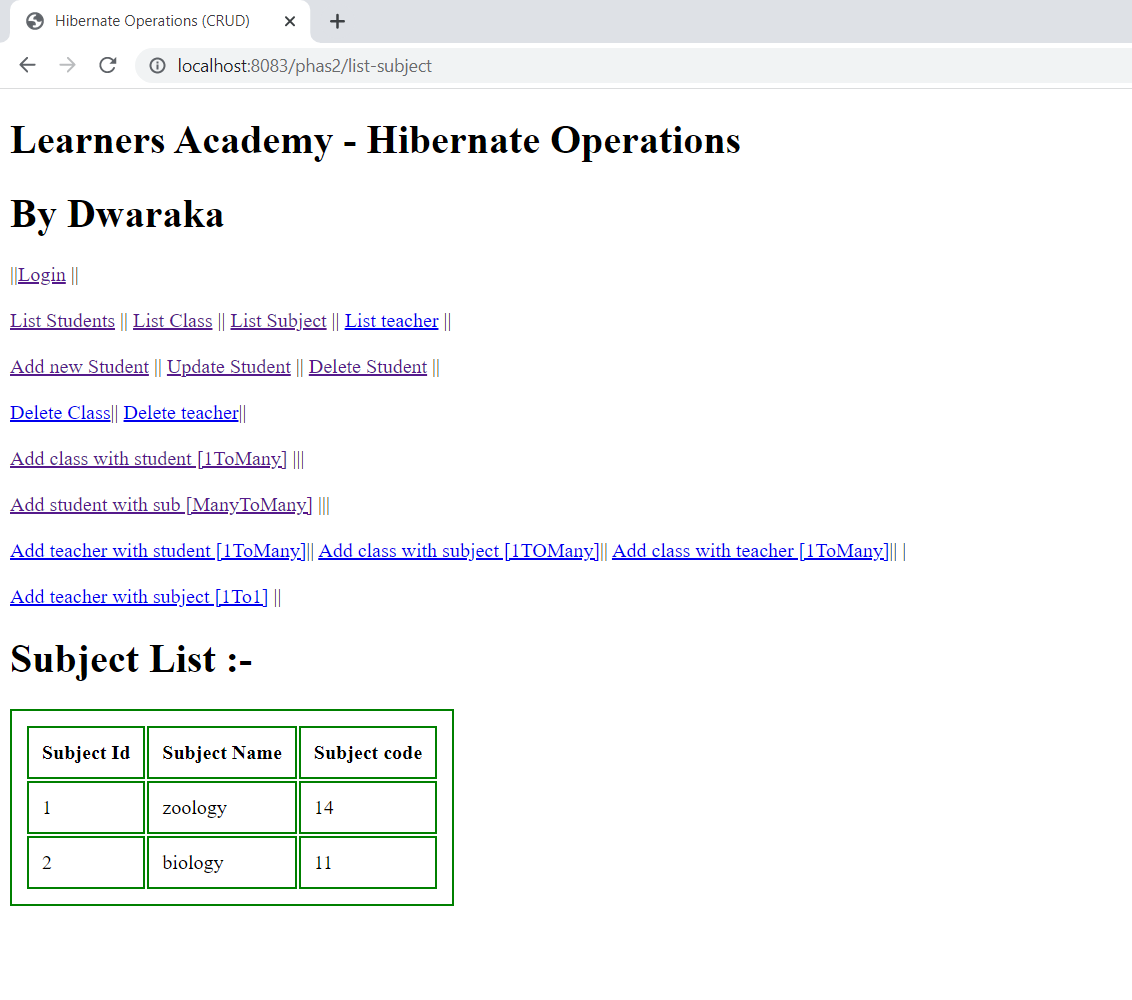 Hibernate Operations (CRUD)
localhost:8083/phas2/list-subject
Learners Academy - Hibernate Operations
By Dwaraka
||Login ||
List Students || List Class || List Subject || List teacher ||
Add new Student || Update Student || Delete Student ||
Delete Class|| Delete teacher||
Add class with student [1ToMany] |||
Add student with sub [ManyToMany] |||
Add teacher with student [1ToMany]|| Add class with subject [1TOMany]|| Add class with teacher [1ToMany]|| |
Add teacher with subject [1To1] ||
Subject List :-
Subject Id Subject Name Subject code
1 zoology 14
2 biology 11